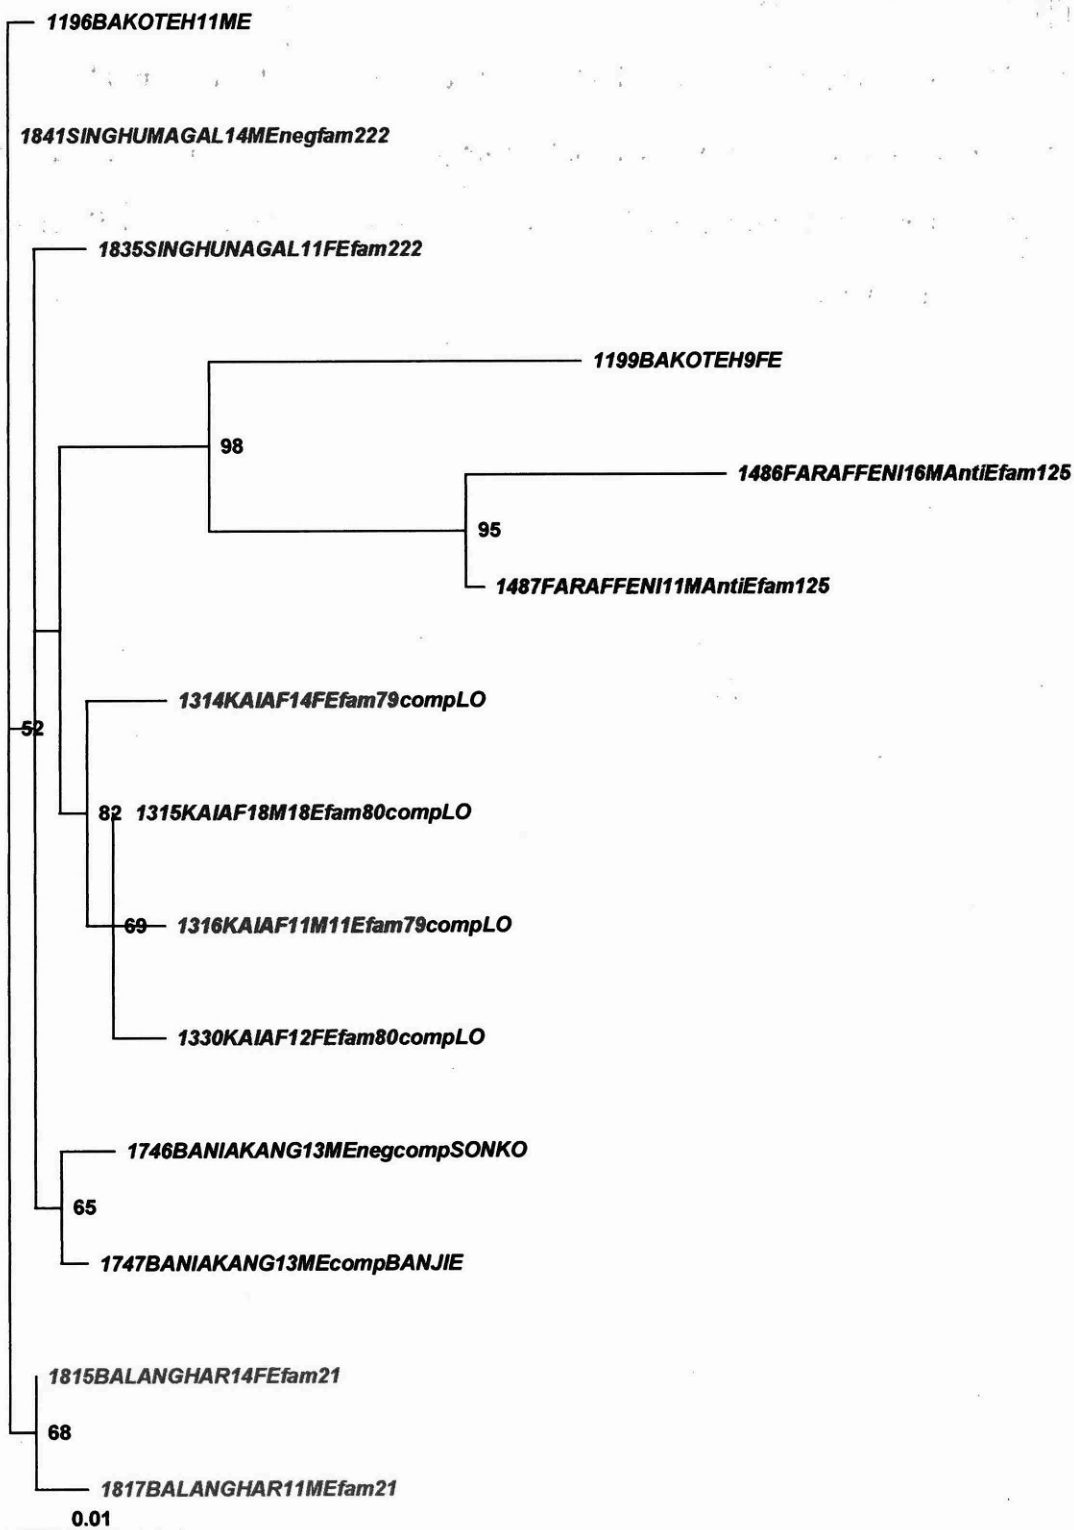 1196BAKOTEH11ME
1841SINGHUMAGAL14MEnegfam222
1835SINGHUNAGAL11FEfam222
1199BAKOTEH9FE
98
1486FARAFFENI16MAntiEfam125
95
1487FARAFFENI11MAntiEfam125
1314KAIAF14FEfam79compLO
52
82 1315KAIAF18M18Efam80compLO
69 1316KAIAF11M11Efam79compLO
1330KAIAF12FEfam80compLO
1746BANIAKANG13MEnegcompSONKO
65
1747BANIAKANG13MEcompBANJIE
1815BALANGHAR14FEfam21
68
1817BALANGHAR11MEfam21
0.01